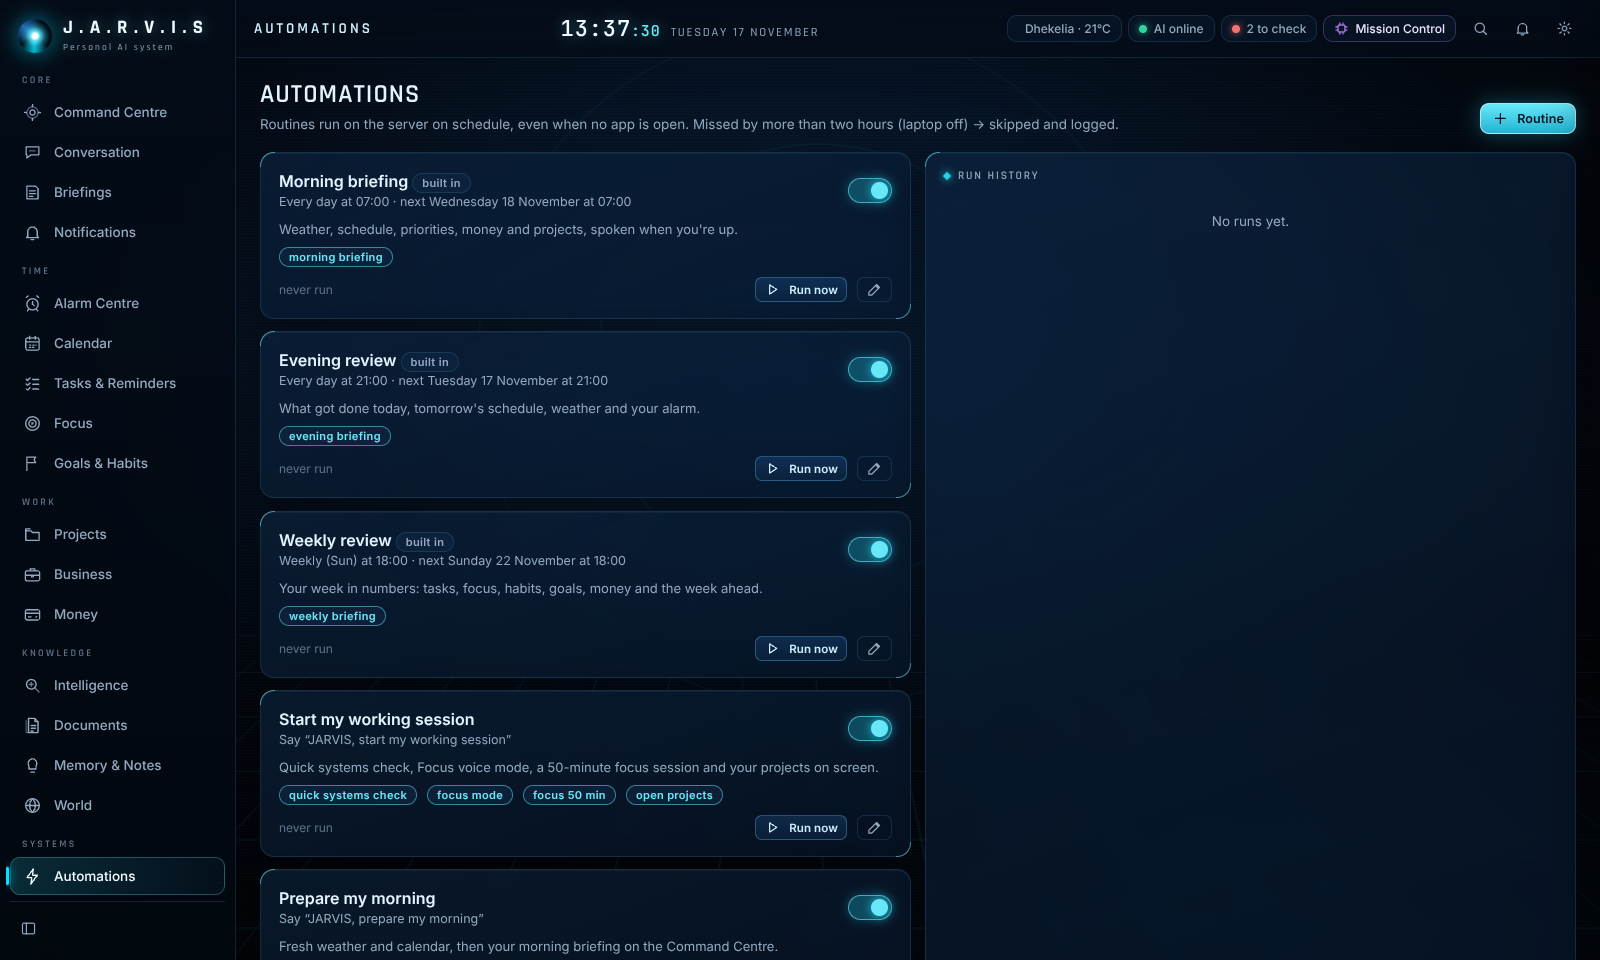 J.A.R.V.I.S
Personal AI system
CORE
Command Centre
Conversation
Briefings
Notifications
TIME
Alarm Centre
Calendar
Tasks & Reminders
Focus
Goals & Habits
WORK
Projects
Business
Money
KNOWLEDGE
Intelligence
Documents
Memory & Notes
World
SYSTEMS
Automations
AUTOMATIONS
13:37:30 TUESDAY 17 NOVEMBER
Dhekelia · 21°C
AI online
2 to check
Mission Control
AUTOMATIONS
Routines run on the server on schedule, even when no app is open. Missed by more than two hours (laptop off) → skipped and logged.
Routine
Morning briefing built in
Every day at 07:00 · next Wednesday 18 November at 07:00
Weather, schedule, priorities, money and projects, spoken when you're up.
morning briefing
never run
Run now
Evening review built in
Every day at 21:00 · next Tuesday 17 November at 21:00
What got done today, tomorrow's schedule, weather and your alarm.
evening briefing
never run
Run now
Weekly review built in
Weekly (Sun) at 18:00 · next Sunday 22 November at 18:00
Your week in numbers: tasks, focus, habits, goals, money and the week ahead.
weekly briefing
never run
Run now
Start my working session
Say “JARVIS, start my working session”
Quick systems check, Focus voice mode, a 50-minute focus session and your projects on screen.
quick systems check
focus mode
focus 50 min
open projects
never run
Run now
Prepare my morning
Say “JARVIS, prepare my morning”
Fresh weather and calendar, then your morning briefing on the Command Centre.
RUN HISTORY
No runs yet.